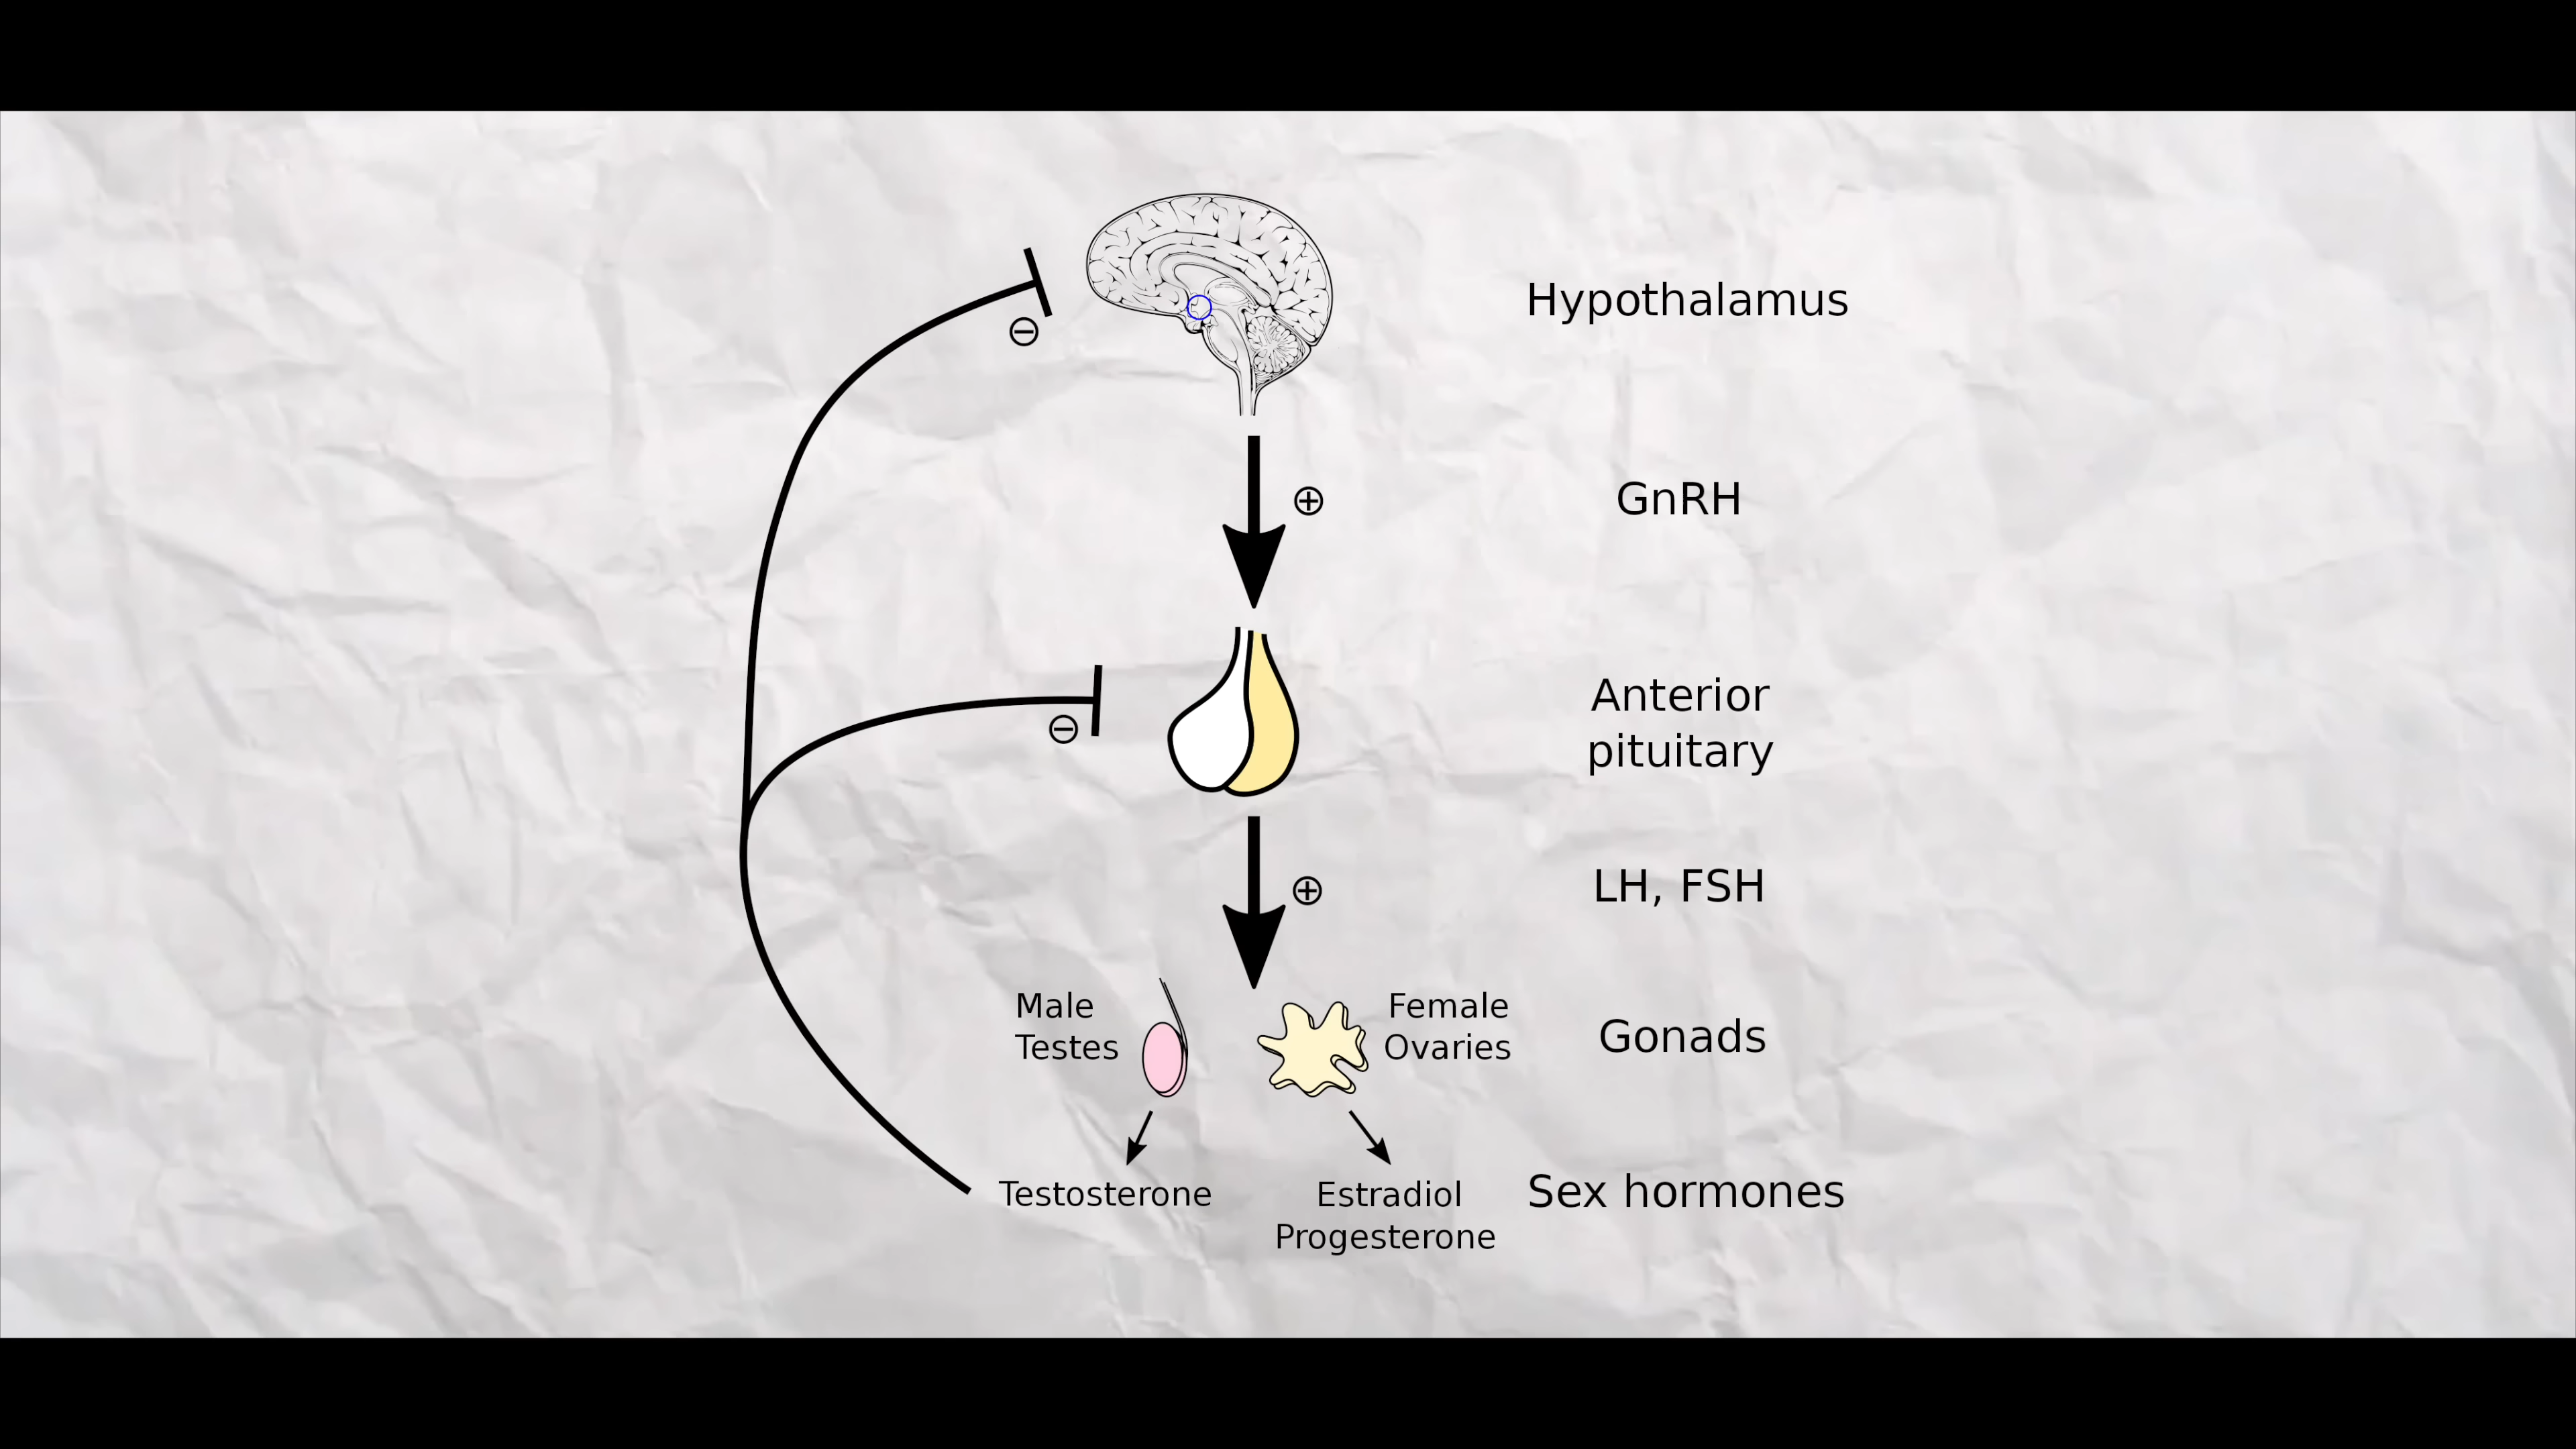 Hypothalamus
⊖
GnRH
⊕
Anterior
pituitary
⊖
LH, FSH
⊕
Male
Testes
Female
Ovaries
Gonads
Testosterone
Estradiol
Progesterone
Sex hormones